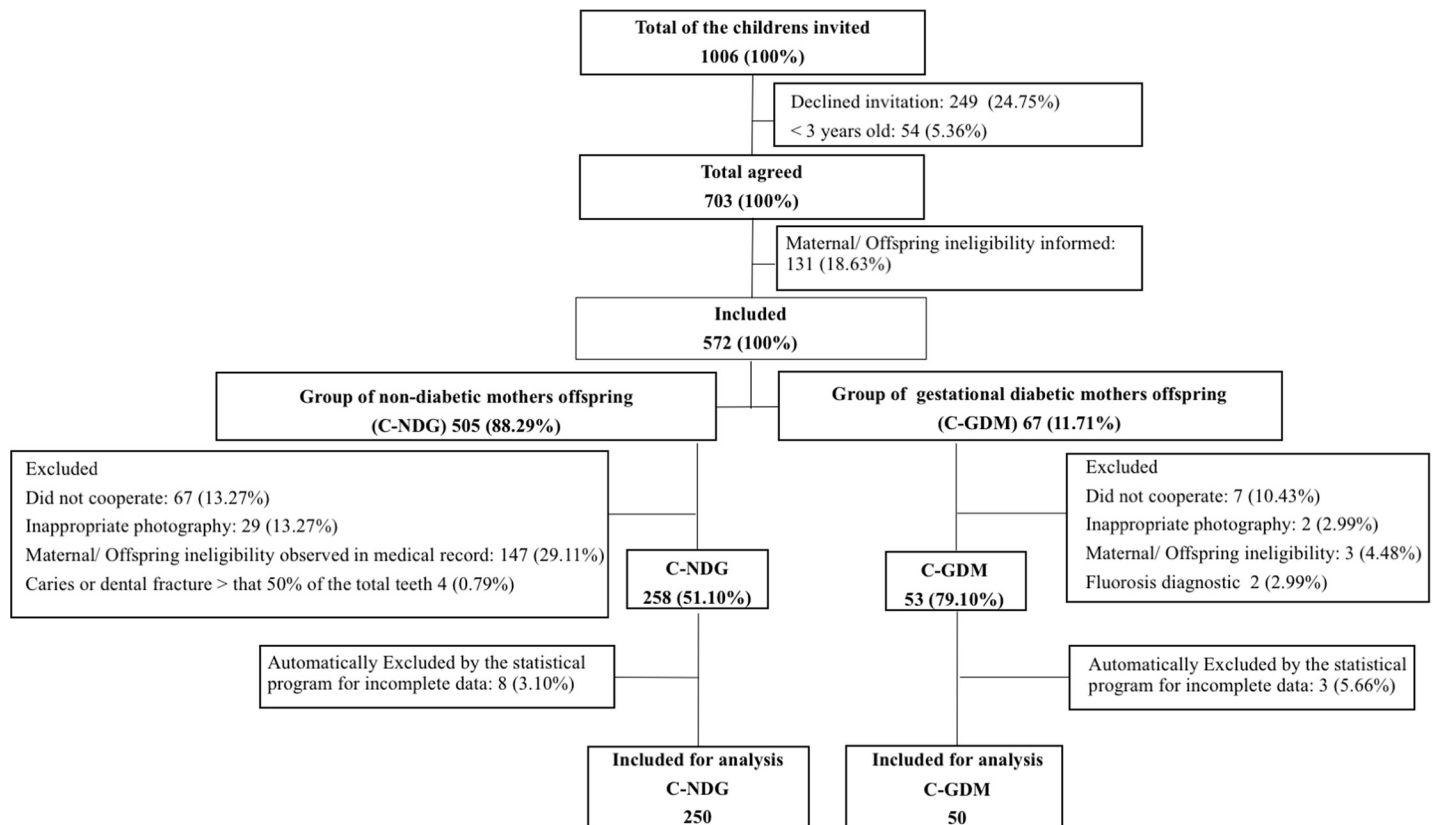 Total of the childrens invited
1006 (100%)
Declined invitation: 249 (24.75%)
< 3 years old: 54 (5.36%)
Total agreed
703 (100%)
Maternal/ Offspring ineligibility informed:
131 (18.63%)
Included
572 (100%)
Group of non-diabetic mothers offspring
(C-NDG) 505 (88.29%)
Group of gestational diabetic mothers offspring
(C-GDM) 67 (11.71%)
Excluded
Did not cooperate: 67 (13.27%)
Inappropriate photography: 29 (13.27%)
Maternal/ Offspring ineligibility observed in medical record: 147 (29.11%)
Caries or dental fracture > that 50% of the total teeth 4 (0.79%)
Excluded
Did not cooperate: 7 (10.43%)
Inappropriate photography: 2 (2.99%)
Maternal/ Offspring ineligibility: 3 (4.48%)
Fluorosis diagnostic 2 (2.99%)
C-NDG
258 (51.10%)
C-GDM
53 (79.10%)
Automatically Excluded by the statistical
program for incomplete data: 8 (3.10%)
Automatically Excluded by the statistical
program for incomplete data: 3 (5.66%)
Included for analysis
C-NDG
250
Included for analysis
C-GDM
50